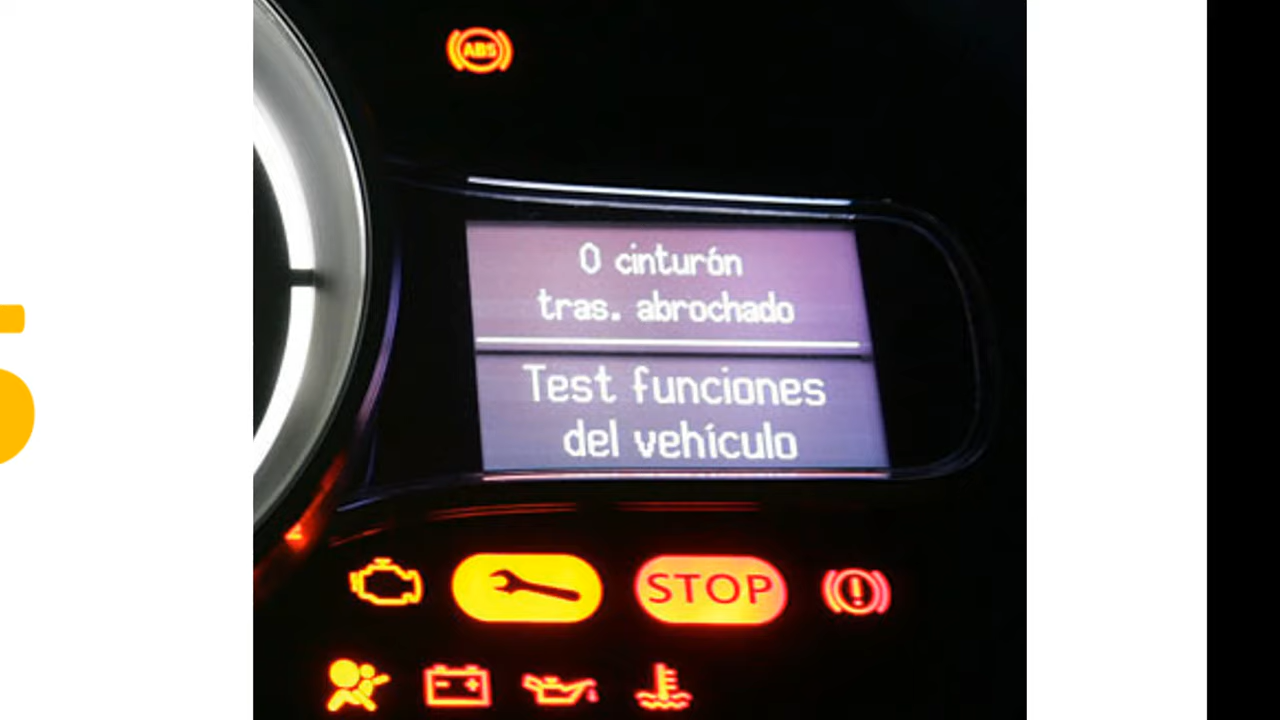 ABS
0 cinturón
tras. abrochado
Test funciones
del vehículo
STOP